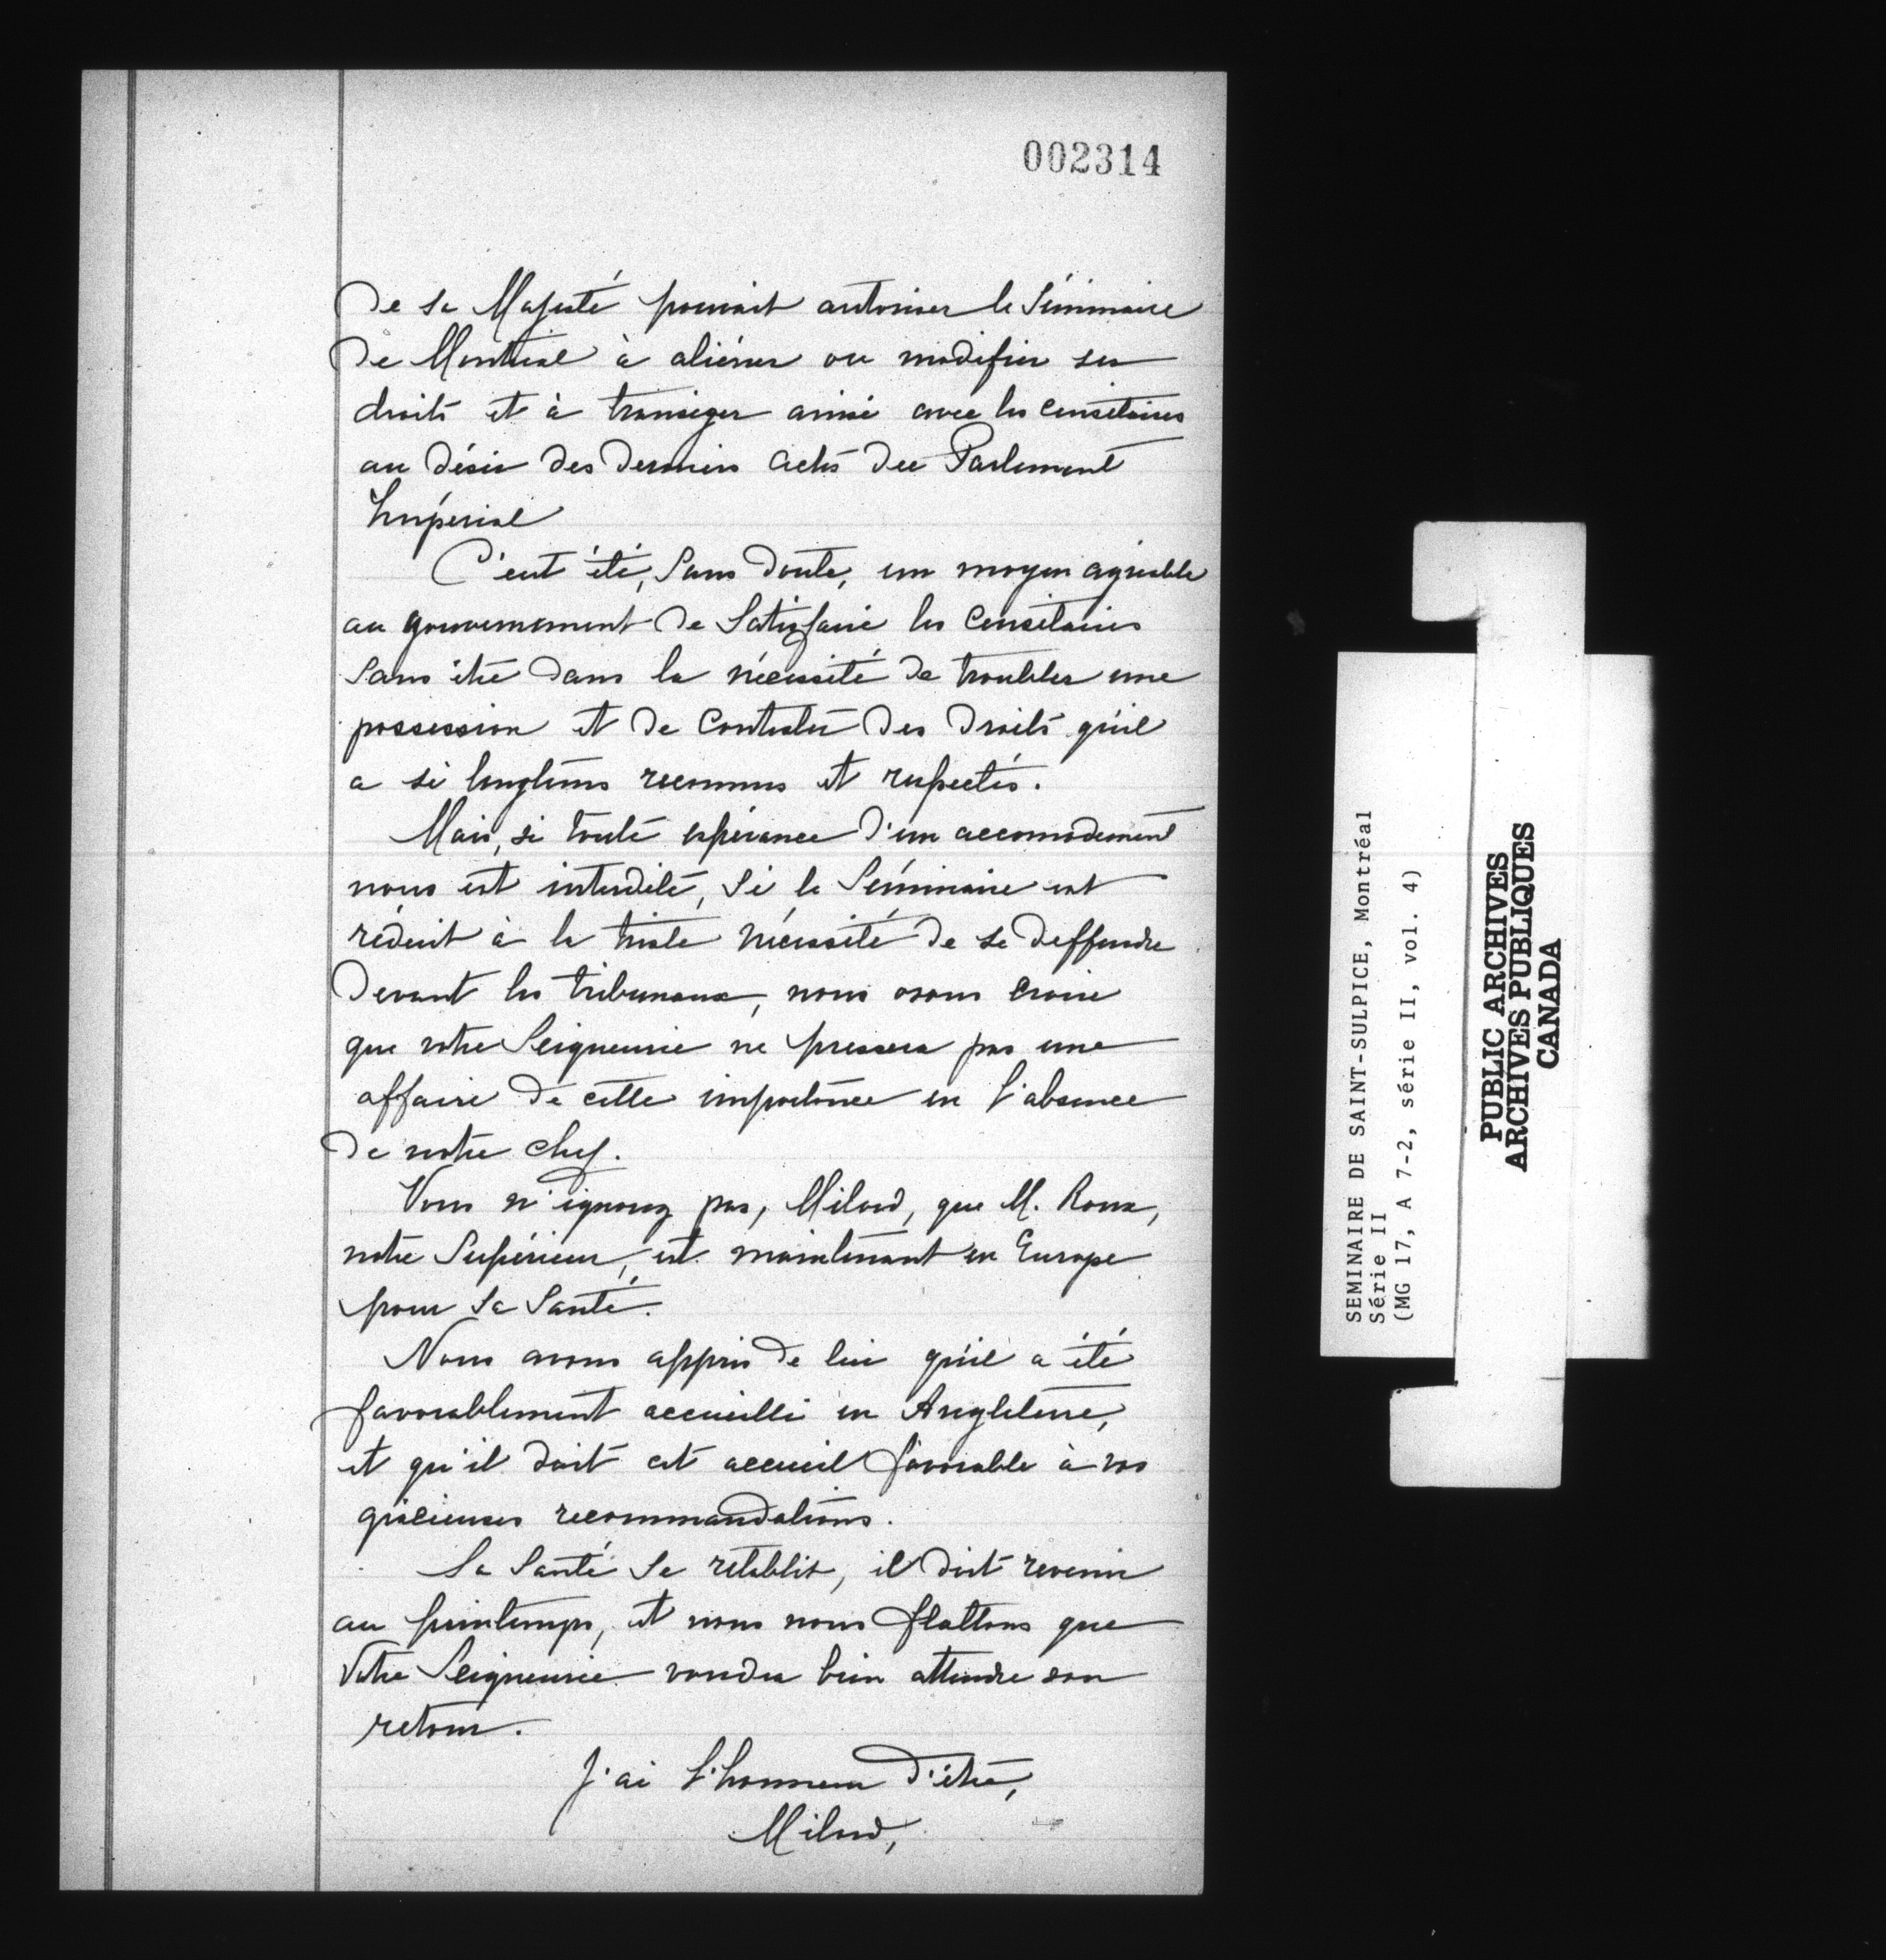 002314
de sa Majesté pouvait autoriser le Séminaire
de Montréal à aliéner ou modifier ses
droits et à transiger ainsi avec les censitaires
au désir des derniers actes du Parlement
Impérial
C'eut été, sans doute, un moyen agréable
au gouvernement de satisfaire les censitaires
sans être dans la nécessité de troubler une
possession et de contester des droits qu'il
a si longtems reconnus et respectés.
Mais, si toute espérance d'un accomodement
nous est interdite, si le Séminaire est
réduit à la triste nécessité de se deffendre
devant les tribunaux, nous osons croire
que votre Seigneurie ne pressera pas une
affaire de cette importance en l'absence
de notre chef.
Vous n'ignorez pas, Milord, que M. Roux,
notre Supérieur, est maintenant en Europe
pour sa santé.
Nous avons appris de lui qu'il a été
favorablement accueilli en Angleterre,
et qu'il doit cet accueil favorable à vos
gracieuses recommandations.
Sa santé se rétablit, il doit revenir
au printemps, et nous nous flattons que
Votre Seigneurie voudra bien attendre son
retour.
J'ai l'honneur d'être,
Milord,
SEMINAIRE DE SAINT-SULPICE, Montréal
Série II
(MG 17, A 7-2, série II, vol. 4)
PUBLIC ARCHIVES
ARCHIVES PUBLIQUES
CANADA